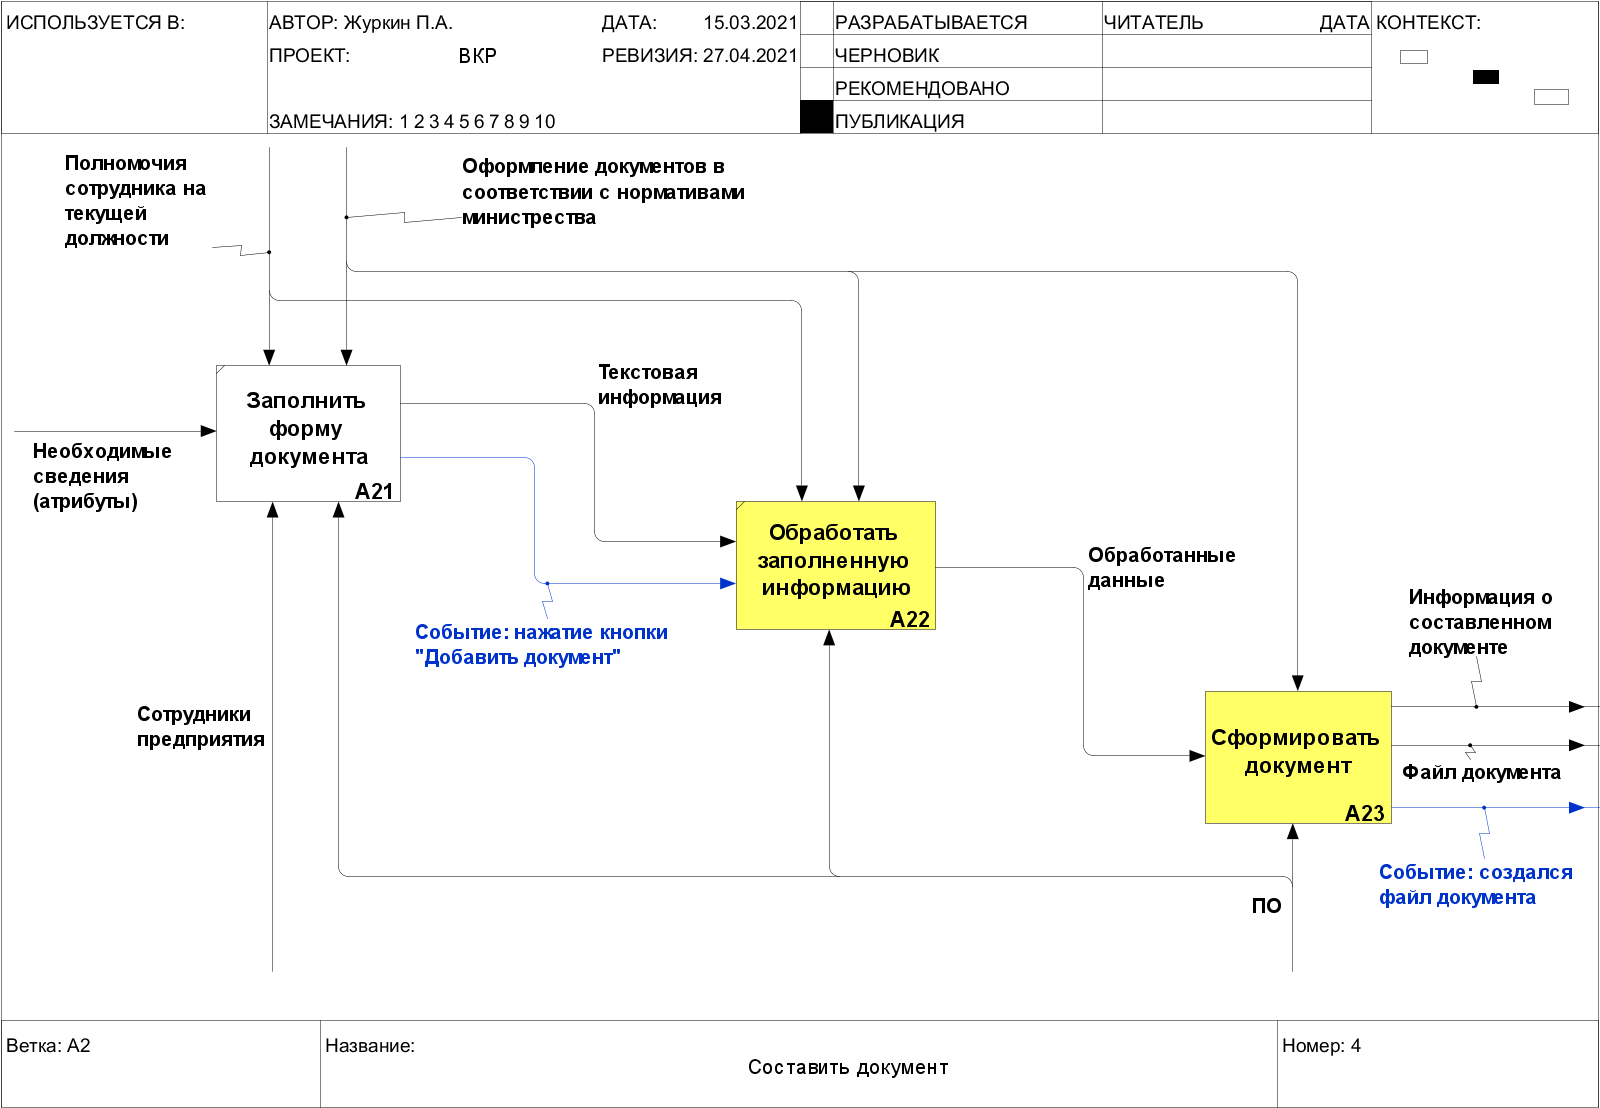 ИСПОЛЬЗУЕТСЯ В:
АВТОР: Журкин П.А.
ДАТА: 15.03.2021
ПРОЕКТ: ВКР
РЕВИЗИЯ: 27.04.2021
ЗАМЕЧАНИЯ: 1 2 3 4 5 6 7 8 9 10
РАЗРАБАТЫВАЕТСЯ
ЧЕРНОВИК
РЕКОМЕНДОВАНО
ПУБЛИКАЦИЯ
ЧИТАТЕЛЬ
ДАТА
КОНТЕКСТ:
Полномочия
сотрудника на
текущей
должности
Оформление документов в
соответствии с нормативами
министрества
Заполнить
форму
документа
A21
Необходимые
сведения
(атрибуты)
Текстовая
информация
Событие: нажатие кнопки
"Добавить документ"
Обработать
заполненную
информацию
A22
Обработанные
данные
Сотрудники
предприятия
Сформировать
документ
A23
Информация о
составленном
документе
Файл документа
Событие: создался
файл документа
ПО
Ветка: A2
Название:
Составить документ
Номер: 4